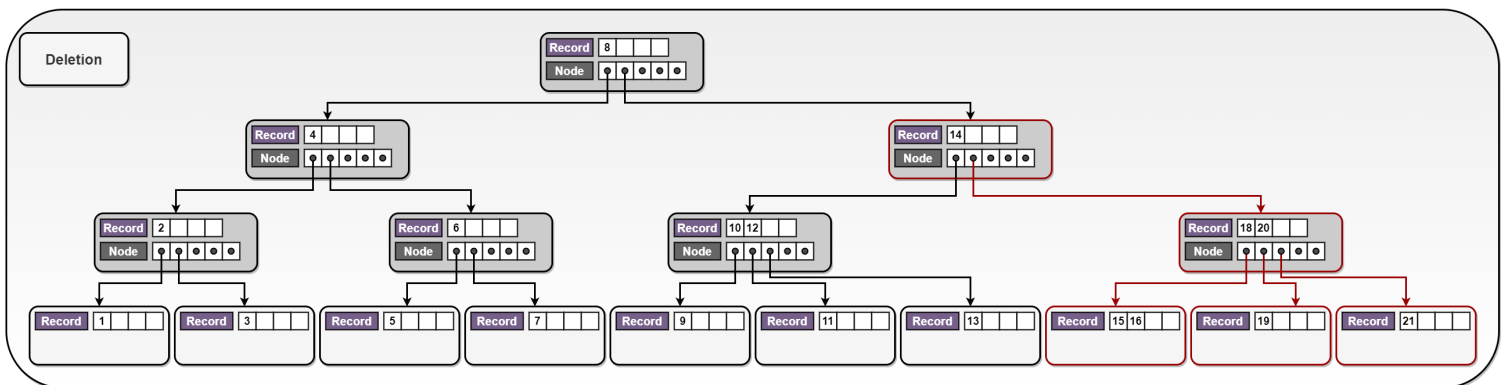 Deletion
Record 8
Node
Record 4
Node
Record 14
Node
Record 2
Node
Record 6
Node
Record 10 12
Node
Record 18 20
Node
Record 1
Record 3
Record 5
Record 7
Record 9
Record 11
Record 13
Record 15 16
Record 19
Record 21